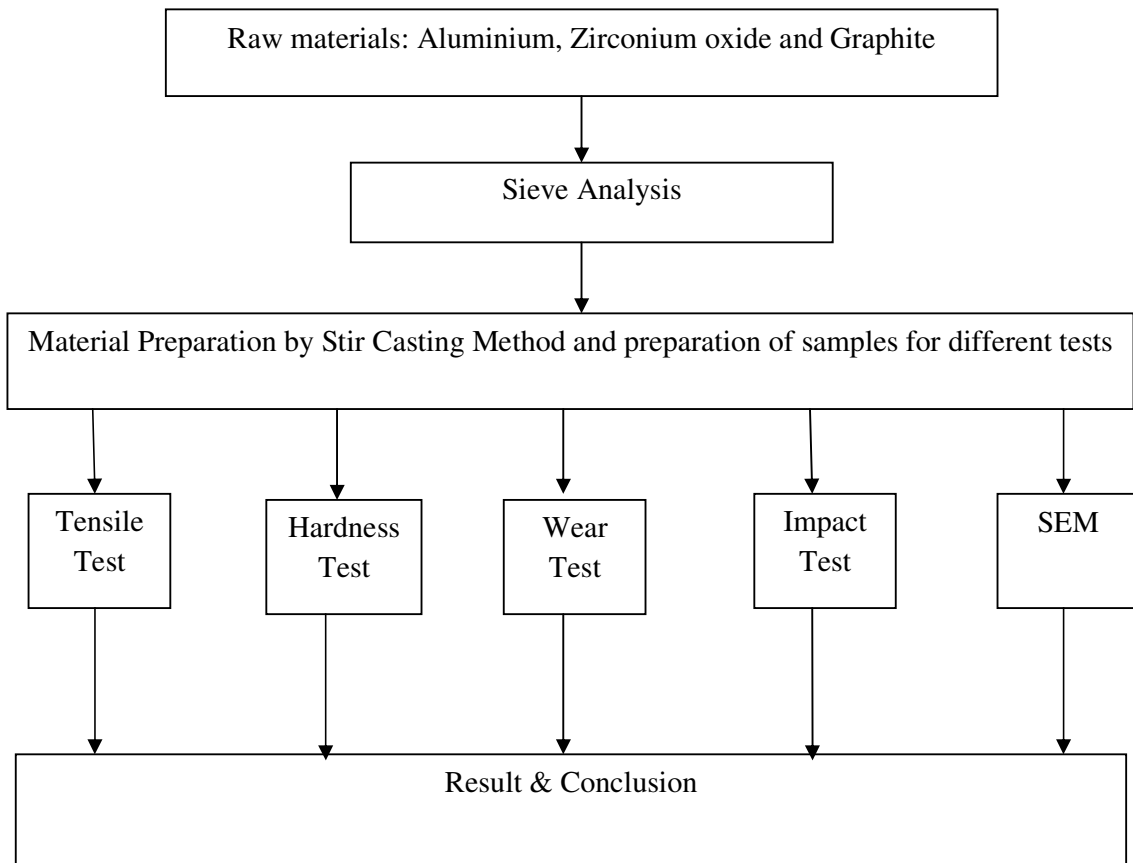 Raw materials: Aluminium, Zirconium oxide and Graphite
Sieve Analysis
Material Preparation by Stir Casting Method and preparation of samples for different tests
Tensile
Test
Hardness
Test
Wear
Test
Impact
Test
SEM
Result & Conclusion